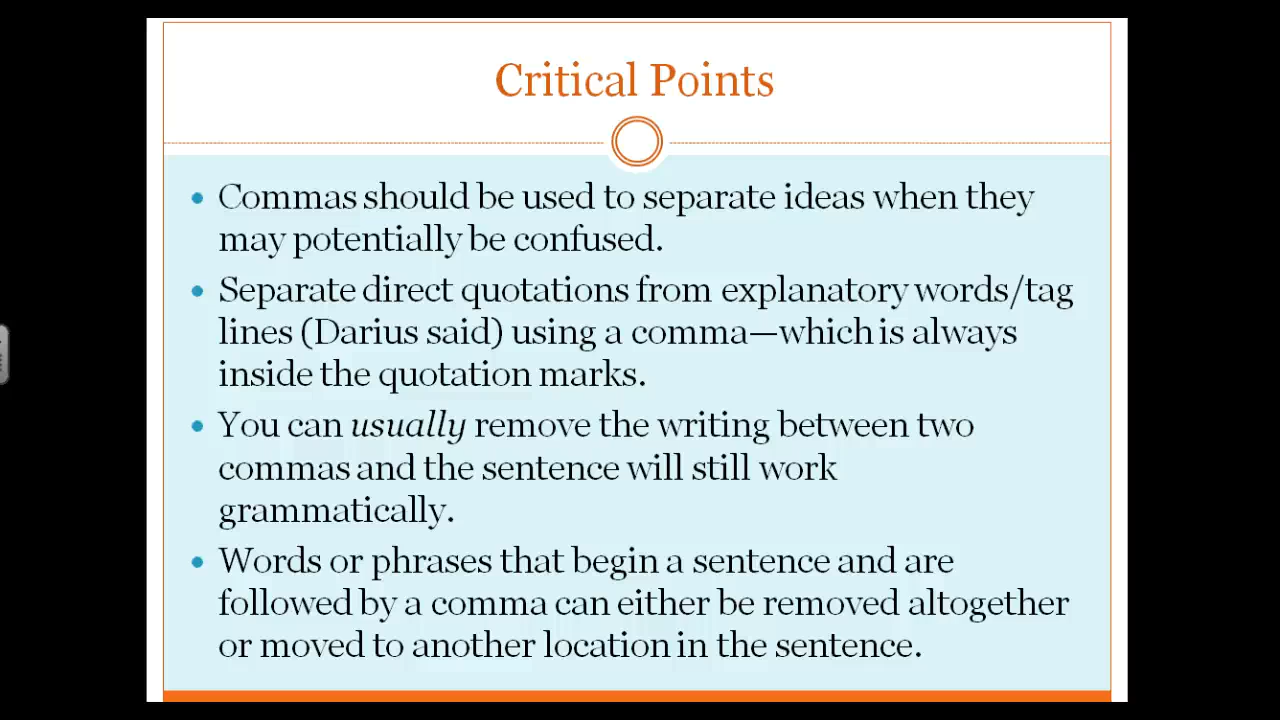 Critical Points
• Commas should be used to separate ideas when they
may potentially be confused.
• Separate direct quotations from explanatory words/tag
lines (Darius said) using a comma—which is always
inside the quotation marks.
• You can usually remove the writing between two
commas and the sentence will still work
grammatically.
• Words or phrases that begin a sentence and are
followed by a comma can either be removed altogether
or moved to another location in the sentence.